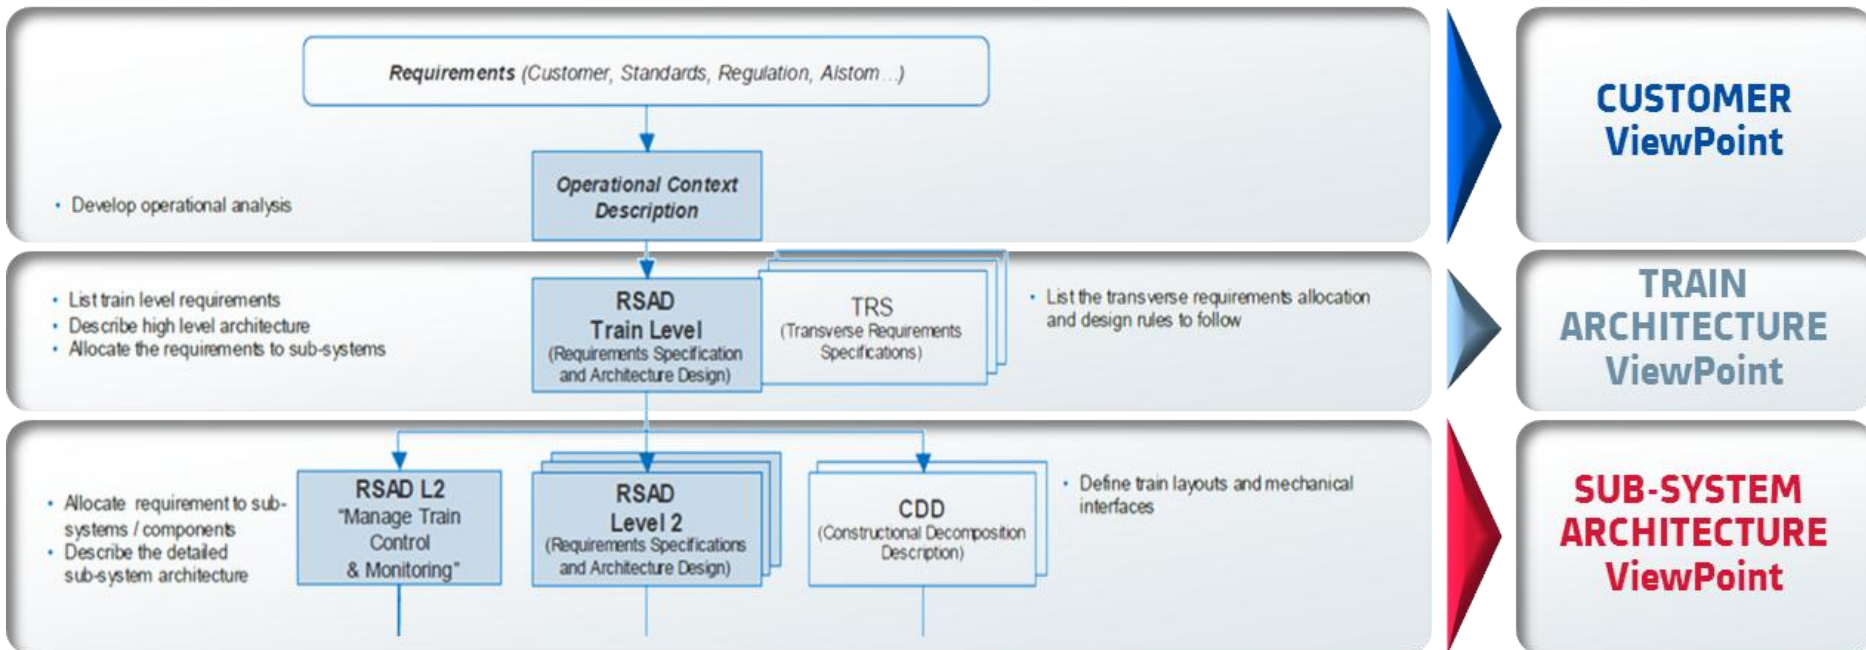 Requirements (Customer, Standards, Regulation, Alstom...)
Operational Context
Description
• Develop operational analysis
CUSTOMER
ViewPoint
• List train level requirements
• Describe high level architecture
• Allocate the requirements to sub-systems
RSAD
Train Level
(Requirements Specification
and Architecture Design)
TRS
(Transverse Requirements
Specifications)
• List the transverse requirements allocation
and design rules to follow
TRAIN
ARCHITECTURE
ViewPoint
• Allocate requirement to sub-
systems / components
• Describe the detailed
sub-system architecture
RSAD L2
"Manage Train
Control
& Monitoring"
RSAD
Level 2
(Requirements Specifications
and Architecture Design)
CDD
(Constructional Decomposition
Description)
• Define train layouts and mechanical
interfaces
SUB-SYSTEM
ARCHITECTURE
ViewPoint